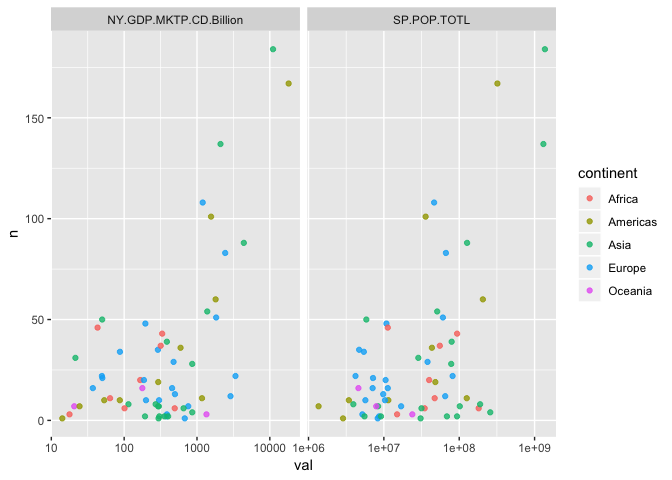 NY.GDP.MKTP.CD.Billion SP.POP.TOTL
150
100
50
0
n
10 100 1000 10000 1e+06 1e+07 1e+08 1e+09
val
continent
Africa
Americas
Asia
Europe
Oceania